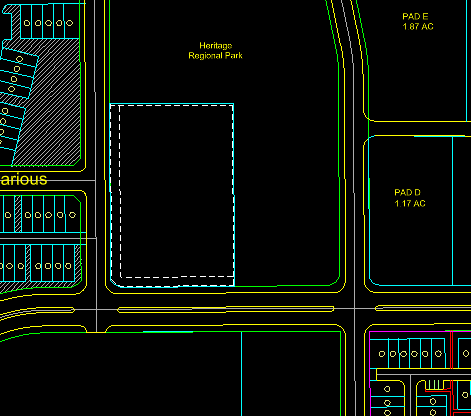 PAD E
1.87 AC
Heritage
Regional Park
arious
PAD D
1.17 AC